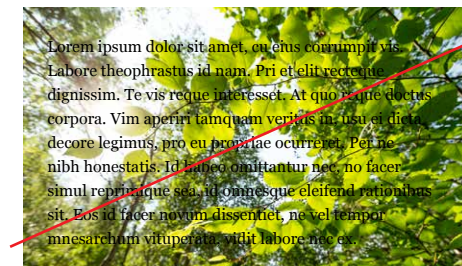 Lorem ipsum dolor sit amet, cu eius corrumpit vis.
Labore theophrastus id nam. Pri et elit recteque
dignissim. Te vis reque interesset. At quo reque doctus
corpora. Vim aperiri tamquam veritus in, usu ei dicta
decore legimus, pro eu propriae ocurreret. Per ne
nibh honestatis. Id habeo omittantur nec, no facer
simul reprimique sea, id omnesque eleifend rationibus
sit. Eos id facer novum dissentiet, ne vel tempor
mnesarchum vituperata, vidit labore nec ex.